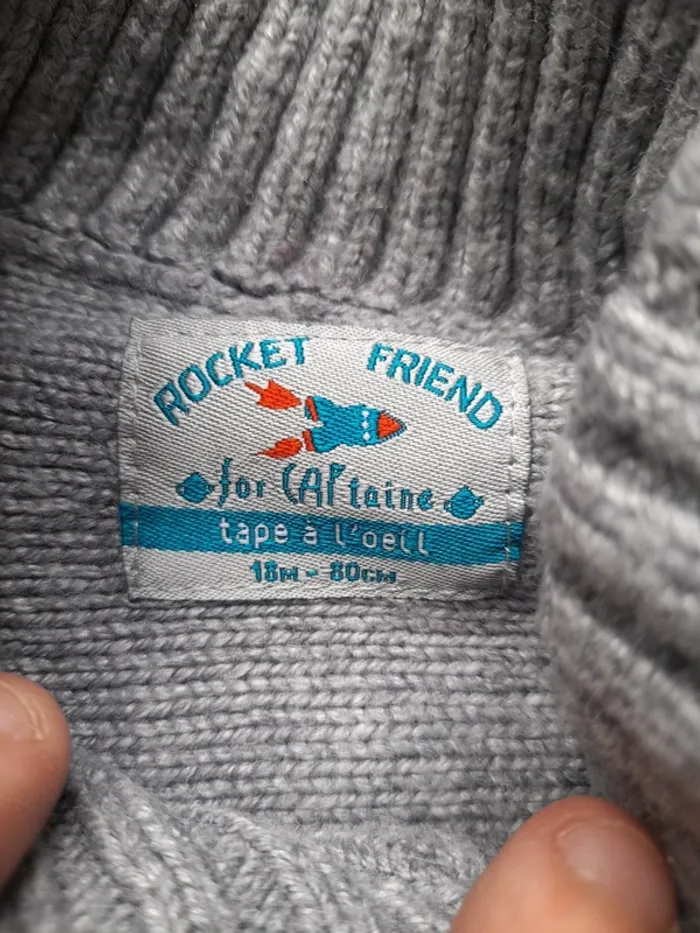 ROCKET FRIEND
for CAPtaine
tape à l'oeil
18M - 80CM